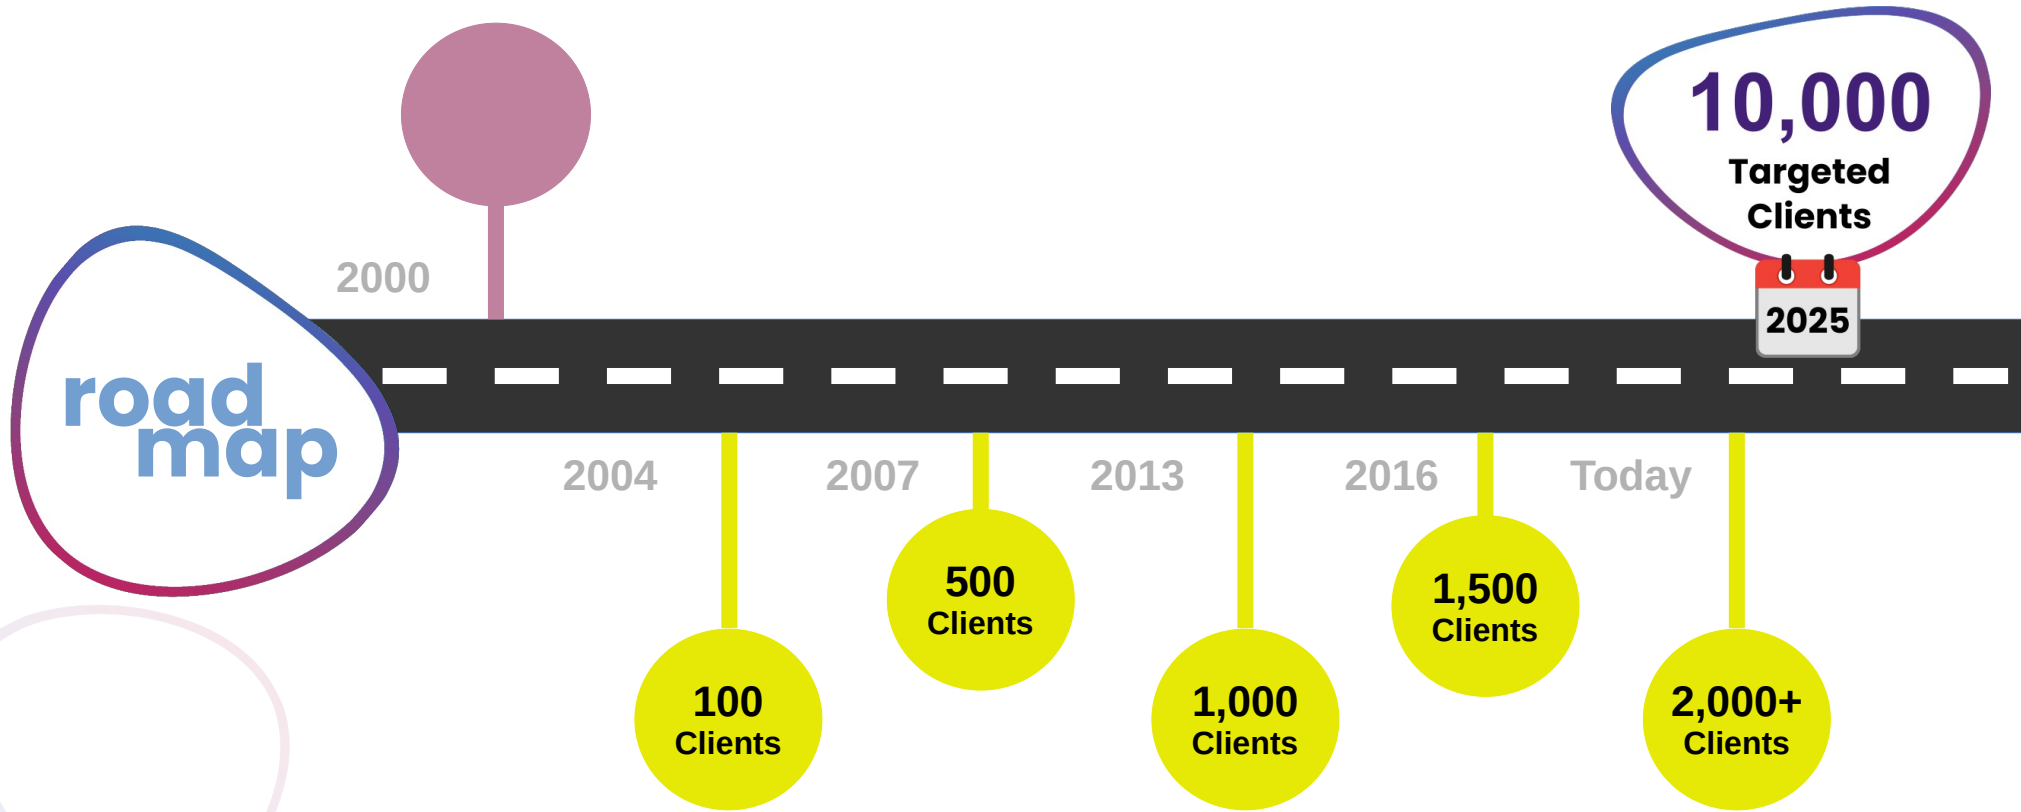 10,000
Targeted
Clients
2000
2025
road
map
2004
2007
2013
2016
Today
500
Clients
1,500
Clients
100
Clients
1,000
Clients
2,000+
Clients